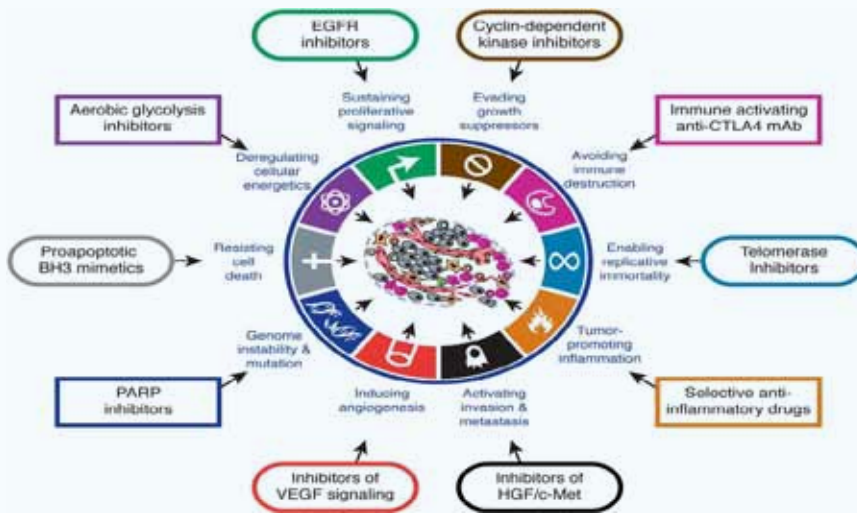 EGFR
inhibitors
Cyclin-dependent
kinase inhibitors
Sustaining
proliferative
signaling
Evading
growth
suppressors
Aerobic glycolysis
inhibitors
Immune activating
anti-CTLA4 mAb
Deregulating
cellular
energetics
Avoiding
immune
destruction
Proapoptotic
BH3 mimetics
Resisting
cell
death
Enabling
replicative
immortality
Telomerase
Inhibitors
Genome
instability &
mutation
Tumor-
promoting
inflammation
PARP
inhibitors
Inducing
angiogenesis
Activating
invasion &
metastasis
Selective anti-
inflammatory drugs
Inhibitors of
VEGF signaling
Inhibitors of
HGF/c-Met